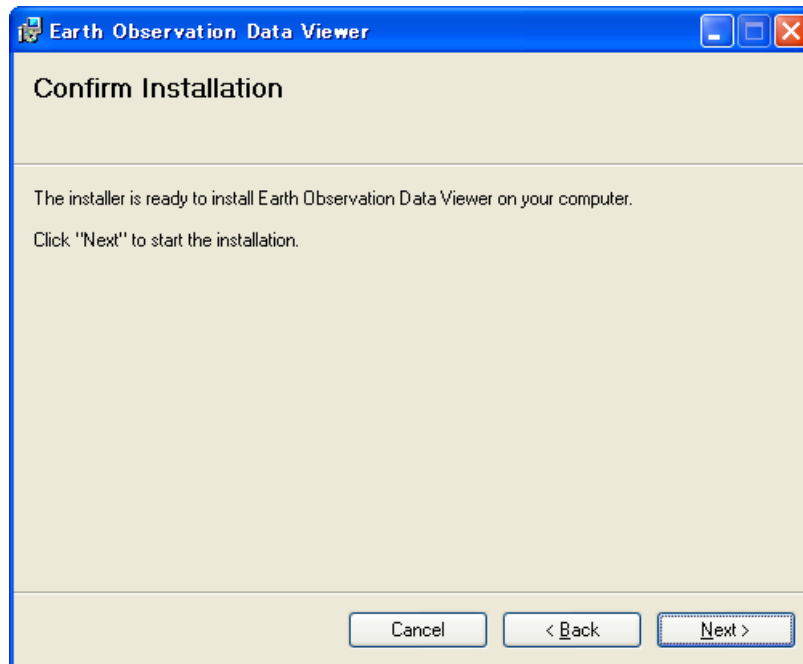 Earth Observation Data Viewer
Confirm Installation
The installer is ready to install Earth Observation Data Viewer on your computer.
Click "Next" to start the installation.
Cancel
< Back
Next >